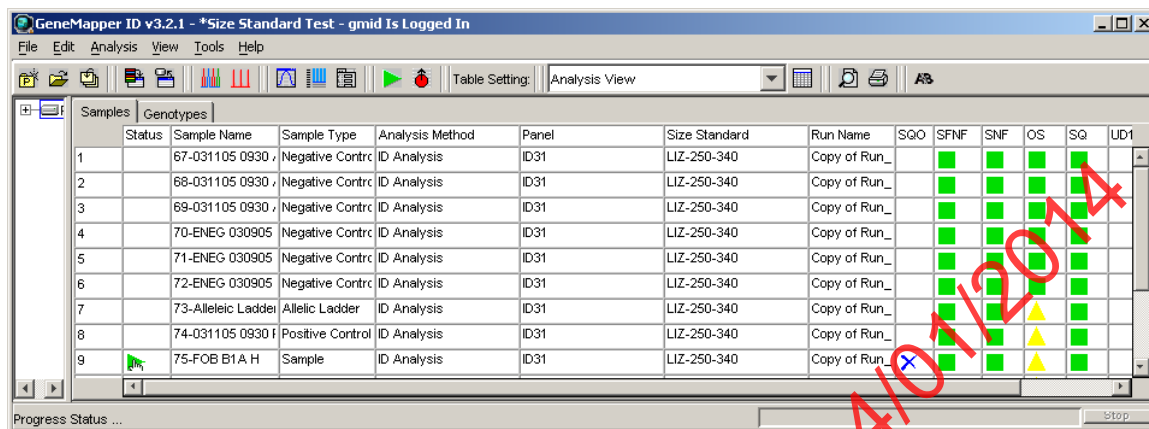 GeneMapper ID v3.2.1 - *Size Standard Test - gmid Is Logged In
File Edit Analysis View Tools Help
Table Setting: Analysis View
Samples Genotypes
Status Sample Name Sample Type Analysis Method Panel Size Standard Run Name SQO SFNF SNF OS SQ UD1
1 67-031105 0930 Negative Contrc ID Analysis ID31 LIZ-250-340 Copy of Run_
2 68-031105 0930 Negative Contrc ID Analysis ID31 LIZ-250-340 Copy of Run_
3 69-031105 0930 Negative Contrc ID Analysis ID31 LIZ-250-340 Copy of Run_
4 70-ENEG 030905 Negative Contrc ID Analysis ID31 LIZ-250-340 Copy of Run_
5 71-ENEG 030905 Negative Contrc ID Analysis ID31 LIZ-250-340 Copy of Run_
6 72-ENEG 030905 Negative Contrc ID Analysis ID31 LIZ-250-340 Copy of Run_
7 73-Alleleic Ladder Allelic Ladder ID Analysis ID31 LIZ-250-340 Copy of Run_
8 74-031105 0930 Positive Control ID Analysis ID31 LIZ-250-340 Copy of Run_
9 75-FOB B1 A H Sample ID Analysis ID31 LIZ-250-340 Copy of Run_
Progress Status ... Stop
4/01/2014